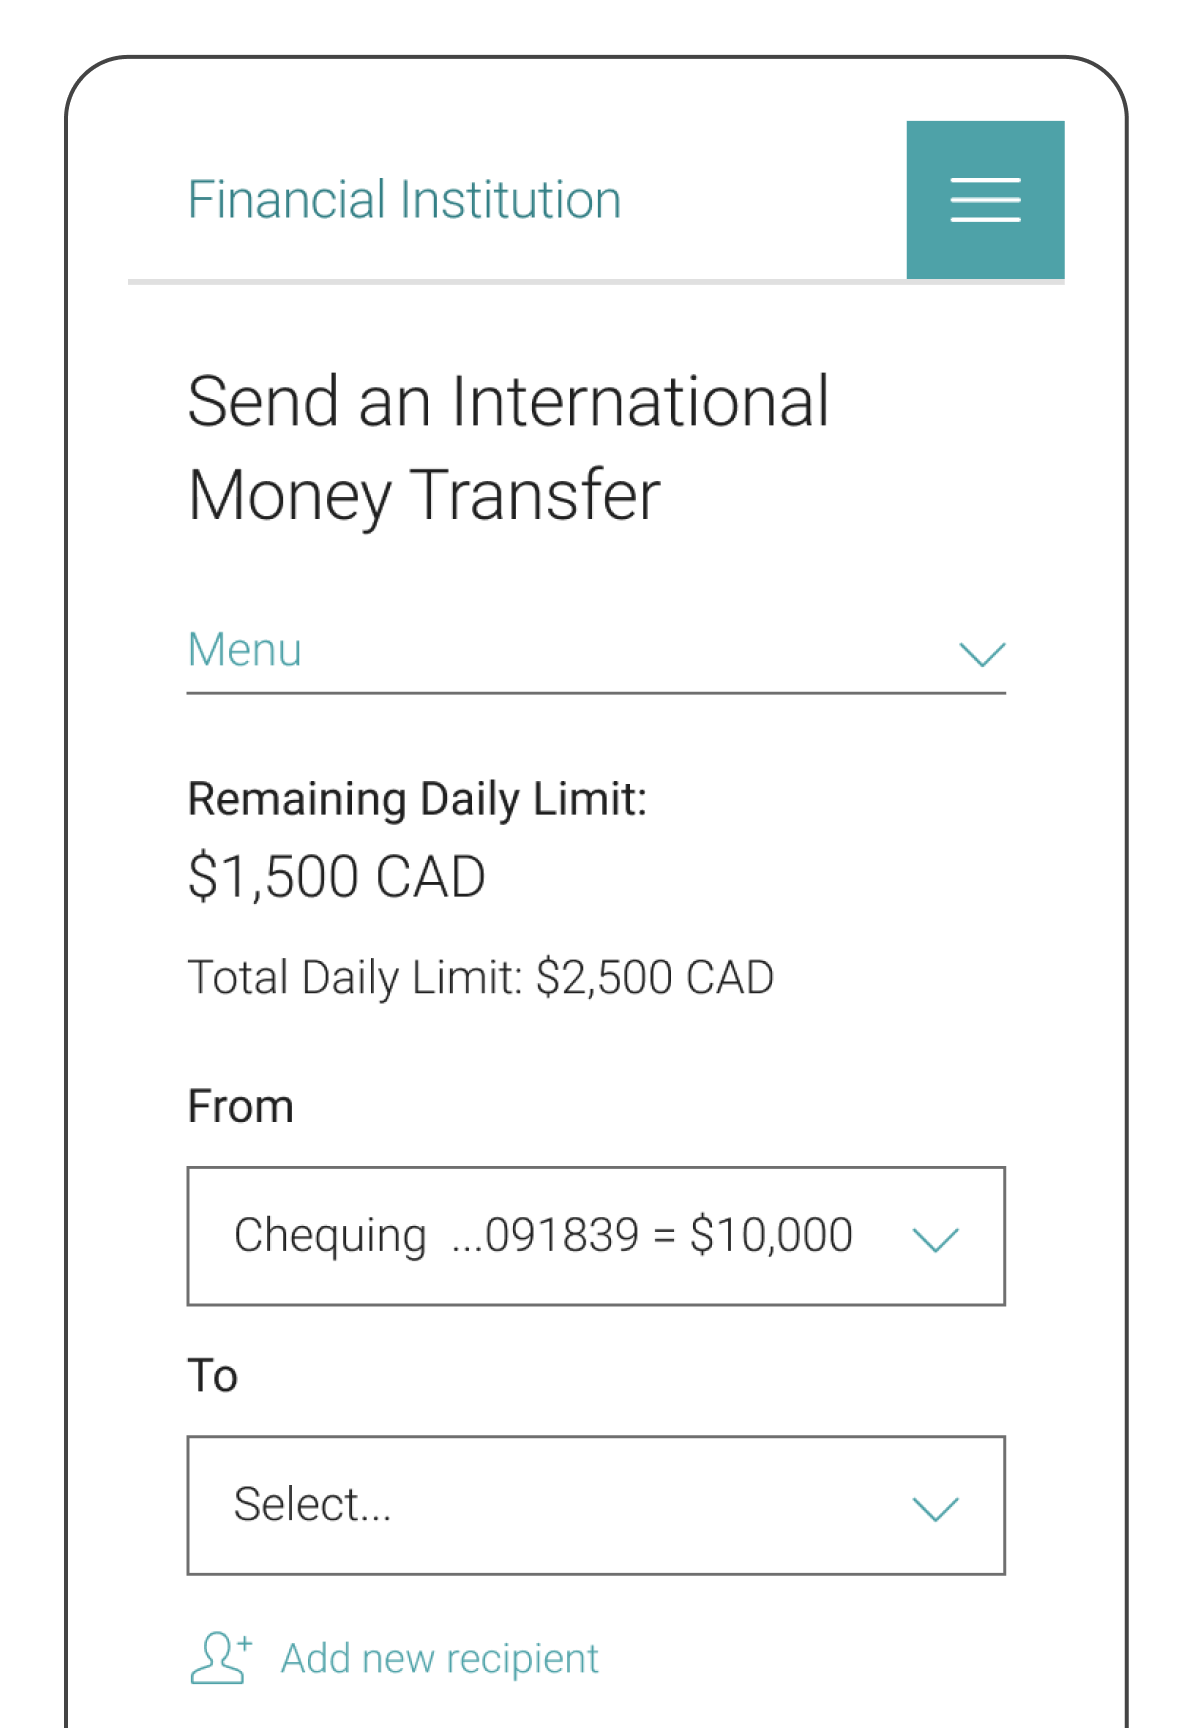 Financial Institution
Send an International
Money Transfer
Menu
Remaining Daily Limit:
$1,500 CAD
Total Daily Limit: $2,500 CAD
From
Chequing ...091839 = $10,000
To
Select...
Add new recipient